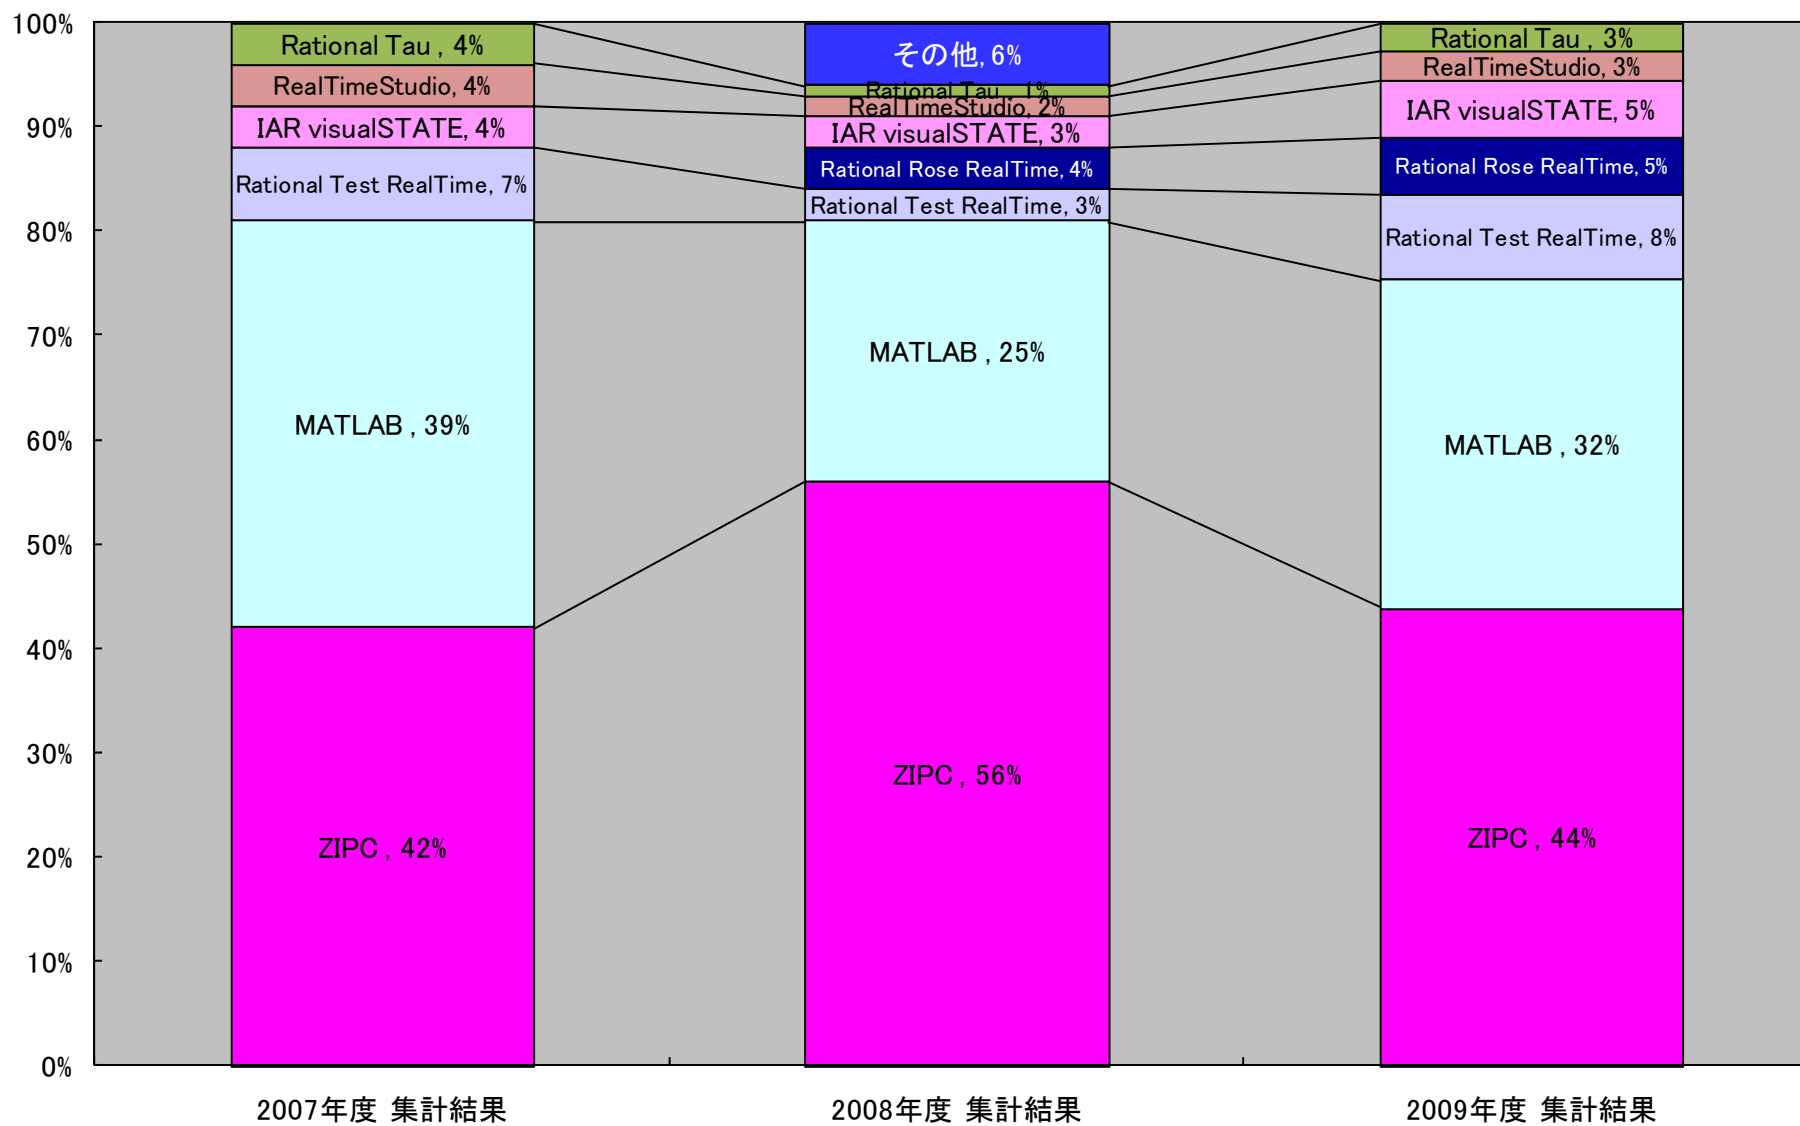 100%
90%
80%
70%
60%
50%
40%
30%
20%
10%
0%
Rational Tau , 4%
RealTimeStudio, 4%
IAR visualSTATE, 4%
Rational Test RealTime, 7%
MATLAB , 39%
ZIPC , 42%
その他, 6%
Rational Tau , 1%
RealTimeStudio, 2%
IAR visualSTATE, 3%
Rational Rose RealTime, 4%
Rational Test RealTime, 3%
MATLAB , 25%
ZIPC , 56%
Rational Tau , 3%
RealTimeStudio, 3%
IAR visualSTATE, 5%
Rational Rose RealTime, 5%
Rational Test RealTime, 8%
MATLAB , 32%
ZIPC , 44%
2007年度 集計結果
2008年度 集計結果
2009年度 集計結果